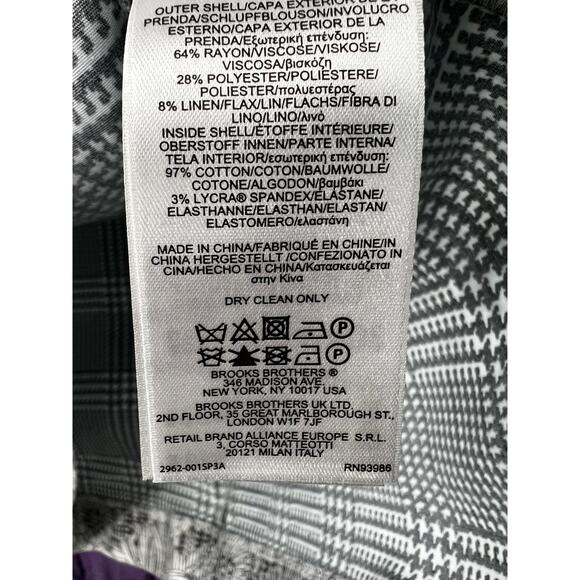 OUTER SHELL/CAPA EXTERIOR DE LA
PRENDA/SCHLUPFBLOUSON/INVOLUCRO
ESTERNO/CAPA EXTERIOR DE LA
PRENDA/Εξωτερική επένδυση:
64% RAYON/VISCOSE/VISKOSE/
VISCOSA/βισκόζη
28% POLYESTER/POLIESTERE/
POLIESTER/πολυεστέρας
8% LINEN/FLAX/LIN/FLACHS/FIBRA DI
LINO/LINO/λινό
INSIDE SHELL/ÉTOFFE INTÉRIEURE/
OBERSTOFF INNEN/PARTE INTERNA/
TELA INTERIOR/εσωτερική επένδυση:
97% COTTON/COTON/BAUMWOLLE/
COTONE/ALGODON/βαμβάκι
3% LYCRA® SPANDEX/ÉLASTANE/
ELASTHANNE/ELASTHAN/ELASTAN/
ELASTOMERO/ελαστάνη
MADE IN CHINA/FABRIQUÉ EN CHINE/IN
CHINA HERGESTELLT /CONFEZIONATO IN
CINA/HECHO EN CHINA/Κατασκευάζεται
στην Κίνα
DRY CLEAN ONLY
P
P
BROOKS BROTHERS ®
346 MADISON AVE.
NEW YORK, NY 10017 USA
BROOKS BROTHERS UK LTD.
2ND FLOOR, 35 GREAT MARLBOROUGH ST.,
LONDON W1F 7JF
RETAIL BRAND ALLIANCE EUROPE S.R.L.
3, CORSO MATTEOTTI
20121 MILAN ITALY
2962-001SP3A RN93986